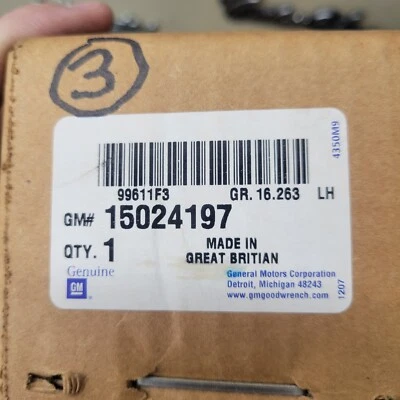 3
4350M9
99611F3 GR. 16.263 LH
GM# 15024197
QTY. 1
MADE IN
GREAT BRITIAN
Genuine
GM
General Motors Corporation
Detroit, Michigan 48243
www.gmgoodwrench.com
1207